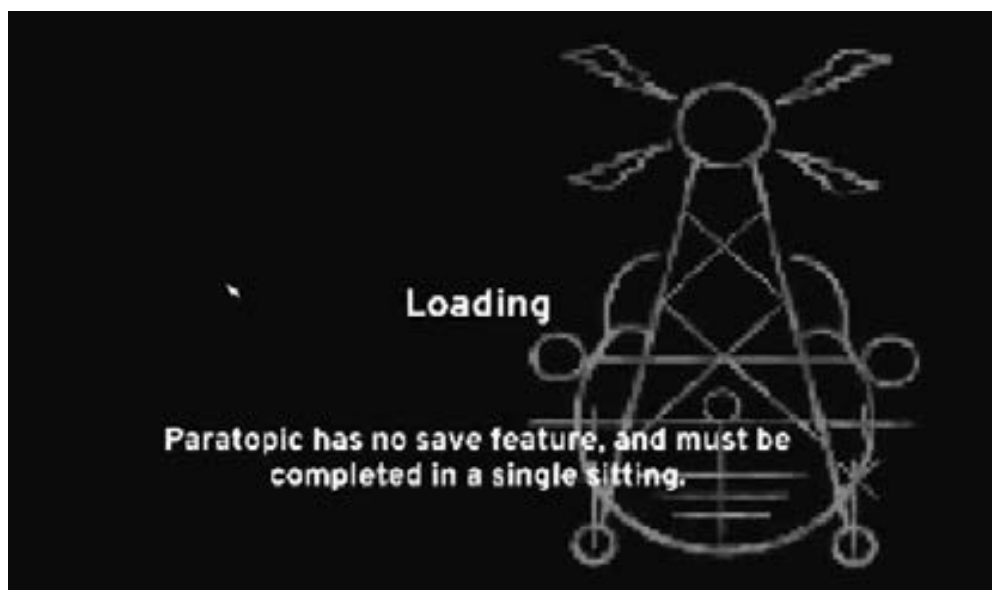 Loading
Paratopic has no save feature, and must be
completed in a single sitting.